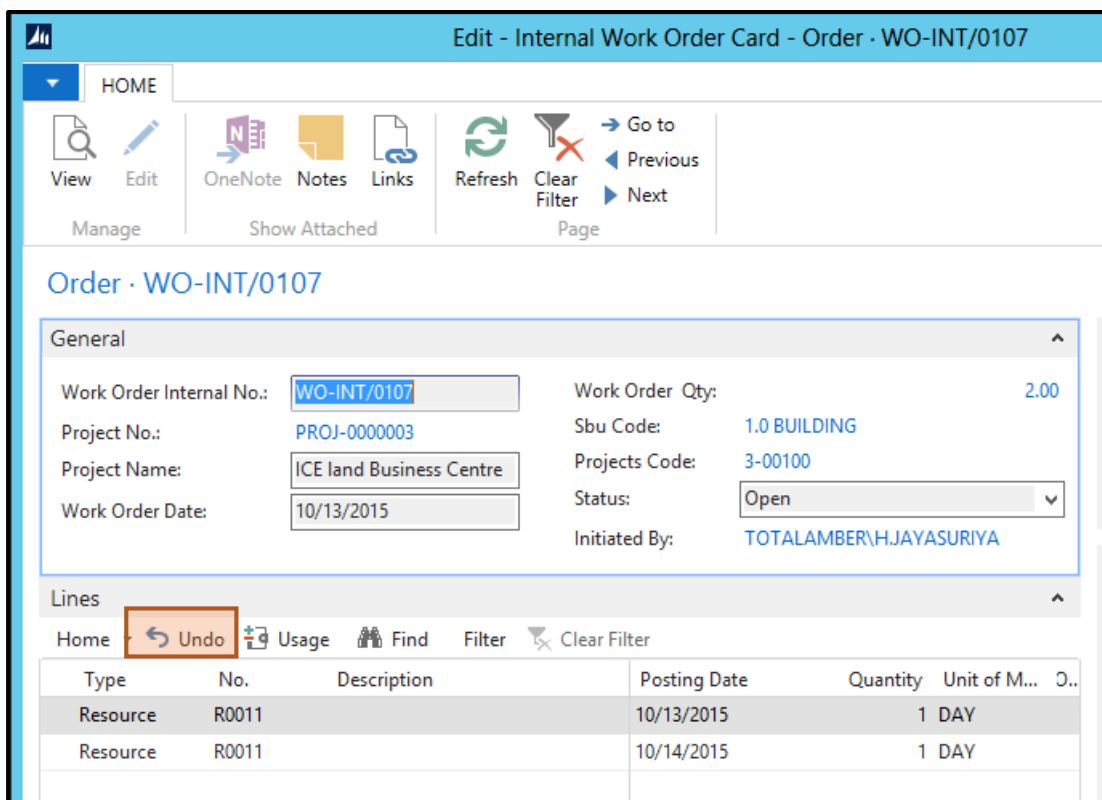 Edit - Internal Work Order Card - Order · WO-INT/0107
HOME
View
Edit
OneNote
Notes
Links
Refresh
Clear
Filter
Go to
Previous
Next
Manage
Show Attached
Page
Order · WO-INT/0107
General
Work Order Internal No.: WO-INT/0107
Project No.: PROJ-0000003
Project Name: ICE land Business Centre
Work Order Date: 10/13/2015
Work Order Qty: 2.00
Sbu Code: 1.0 BUILDING
Projects Code: 3-00100
Status: Open
Initiated By: TOTALAMBER\H.JAYASURIYA
Lines
Home Undo Usage Find Filter Clear Filter
Type No. Description Posting Date Quantity Unit of M...
Resource R0011 10/13/2015 1 DAY
Resource R0011 10/14/2015 1 DAY